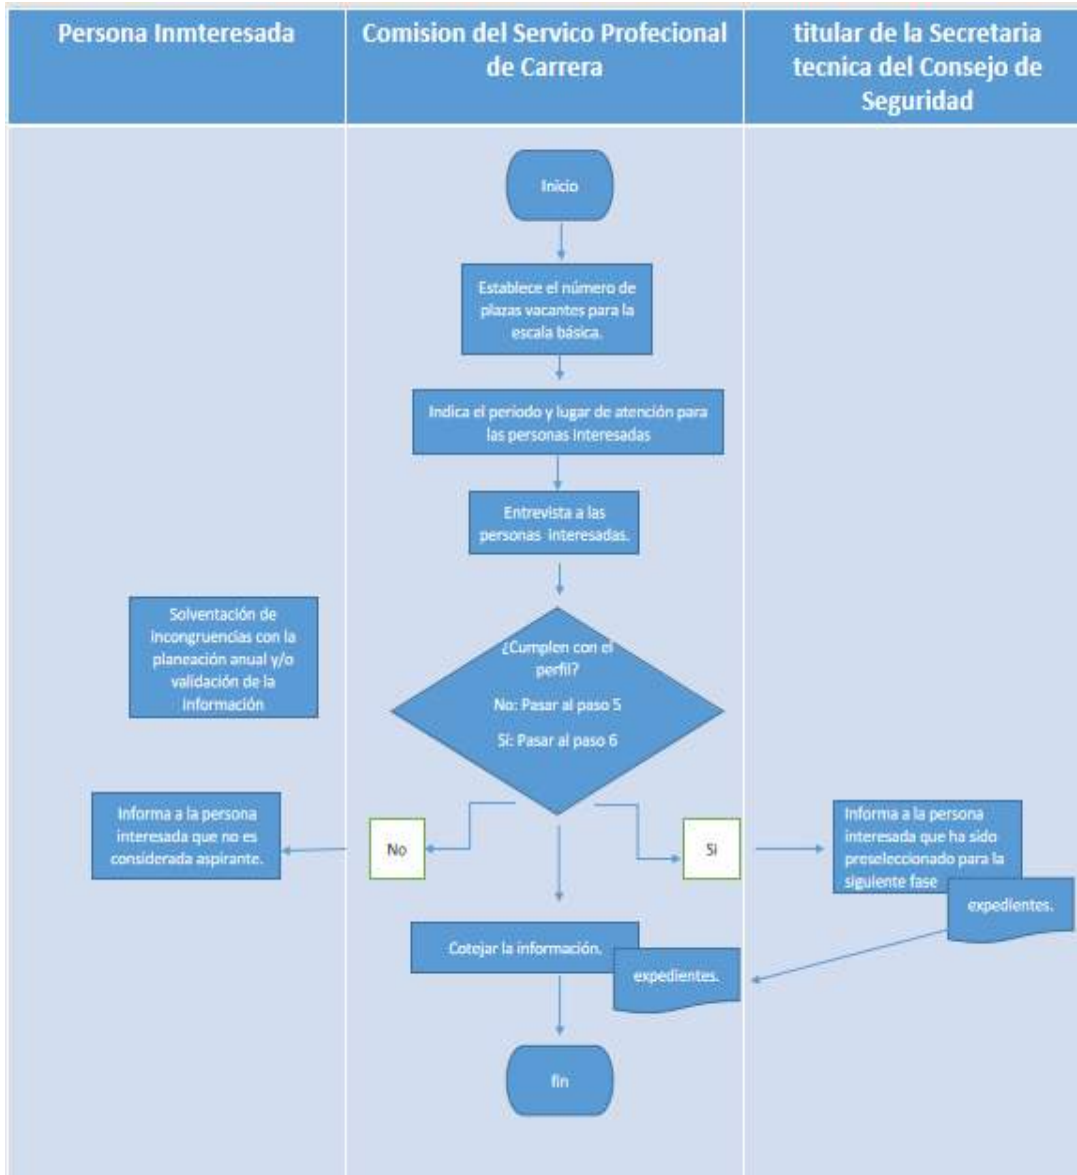 Persona Inmteresada
Comision del Servico Profecional
de Carrera
titular de la Secretaria
tecnica del Consejo de
Seguridad
Inicio
Establece el número de
plazas vacantes para la
escala básica.
Indica el periodo y lugar de atención para
las personas interesadas
Entrevista a las
personas interesadas.
Solventación de
incongruencias con la
planeación anual y/o
validación de la
información
¿Cumplen con el
perfil?
No: Pasar al paso 5
Sí: Pasar al paso 6
Informa a la persona
interesada que no es
considerada aspirante.
No
Si
Informa a la persona
interesada que ha sido
preseleccionado para la
siguiente fase
expedientes.
Cotejar la información.
expedientes.
fin